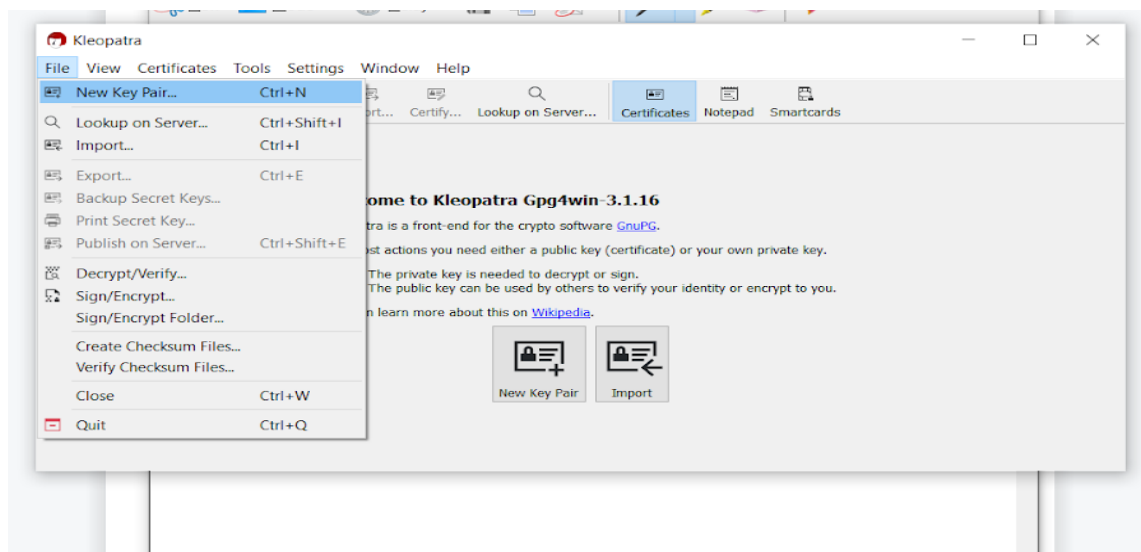 Kleopatra
File View Certificates Tools Settings Window Help
New Key Pair... Ctrl+N
Certify... Lookup on Server... Certificates Notepad Smartcards
Lookup on Server... Ctrl+Shift+I
Import... Ctrl+I
Export... Ctrl+E
Backup Secret Keys...
Print Secret Key...
Publish on Server... Ctrl+Shift+E
Decrypt/Verify...
Sign/Encrypt...
Sign/Encrypt Folder...
Create Checksum Files...
Verify Checksum Files...
Close Ctrl+W
Quit Ctrl+Q
ome to Kleopatra Gpg4win-3.1.16
tra is a front-end for the crypto software GnuPG.
st actions you need either a public key (certificate) or your own private key.
The private key is needed to decrypt or sign.
The public key can be used by others to verify your identity or encrypt to you.
n learn more about this on Wikipedia.
New Key Pair Import